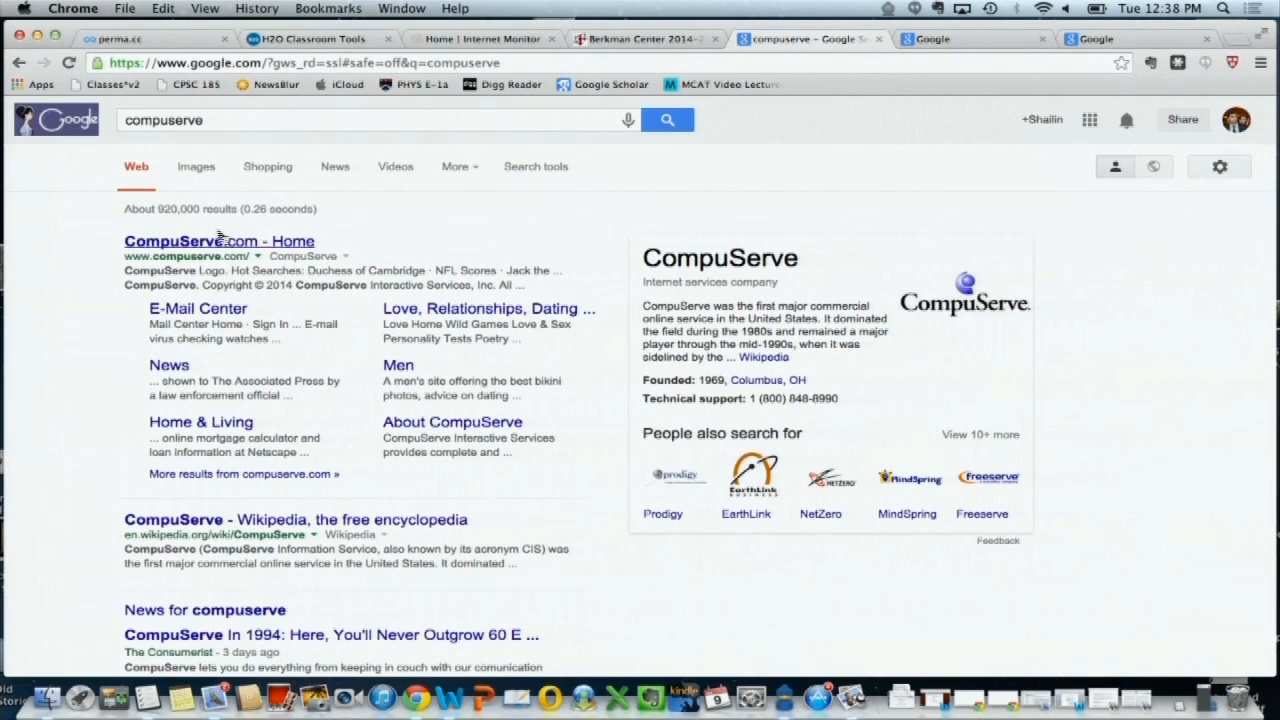 Chrome File Edit View History Bookmarks Window Help Tue 12:38 PM
perma.cc H2O Classroom Tools Home | Internet Monitor Berkman Center 2014-2 compuserve - Google Se Google Google
https://www.google.com/?gws_rd=ssl#safe=off&q=compuserve
Apps Classes*v2 CPSC 185 NewsBlur iCloud PHYS E-1a Digg Reader Google Scholar MCAT Video Lectur
Google compuserve +Shailin Share
Web Images Shopping News Videos More Search tools
About 920,000 results (0.26 seconds)
CompuServe.com - Home
www.compuserve.com/ CompuServe
CompuServe Logo. Hot Searches: Duchess of Cambridge · NFL Scores · Jack the ...
CompuServe. Copyright © 2014 CompuServe Interactive Services, Inc. All ...
E-Mail Center
Mail Center Home · Sign In ... E-mail
virus checking watches ...
Love, Relationships, Dating ...
Love Home Wild Games Love & Sex
Personality Tests Poetry ...
News
... shown to The Associated Press by
a law enforcement official ...
Men
A men's site offering the best bikini
photos, advice on dating ...
Home & Living
... online mortgage calculator and
loan information at Netscape ...
About CompuServe
CompuServe Interactive Services
provides complete and ...
More results from compuserve.com »
CompuServe - Wikipedia, the free encyclopedia
en.wikipedia.org/wiki/CompuServe Wikipedia
CompuServe (CompuServe Information Service, also known by its acronym CIS) was
the first major commercial online service in the United States. It dominated ...
News for compuserve
CompuServe In 1994: Here, You'll Never Outgrow 60 E ...
The Consumerist - 3 days ago
CompuServe lets you do everything from keeping in couch with our comunication
CompuServe
Internet services company
CompuServe was the first major commercial
online service in the United States. It dominated
the field during the 1980s and remained a major
player through the mid-1990s, when it was
sidelined by the ... Wikipedia
CompuServe.
Founded: 1969, Columbus, OH
Technical support: 1 (800) 848-8990
People also search for View 10+ more
prodigy EarthLink BUSINESS NETZERO MindSpring freeserve
Prodigy EarthLink NetZero MindSpring Freeserve
Feedback
kindle
9